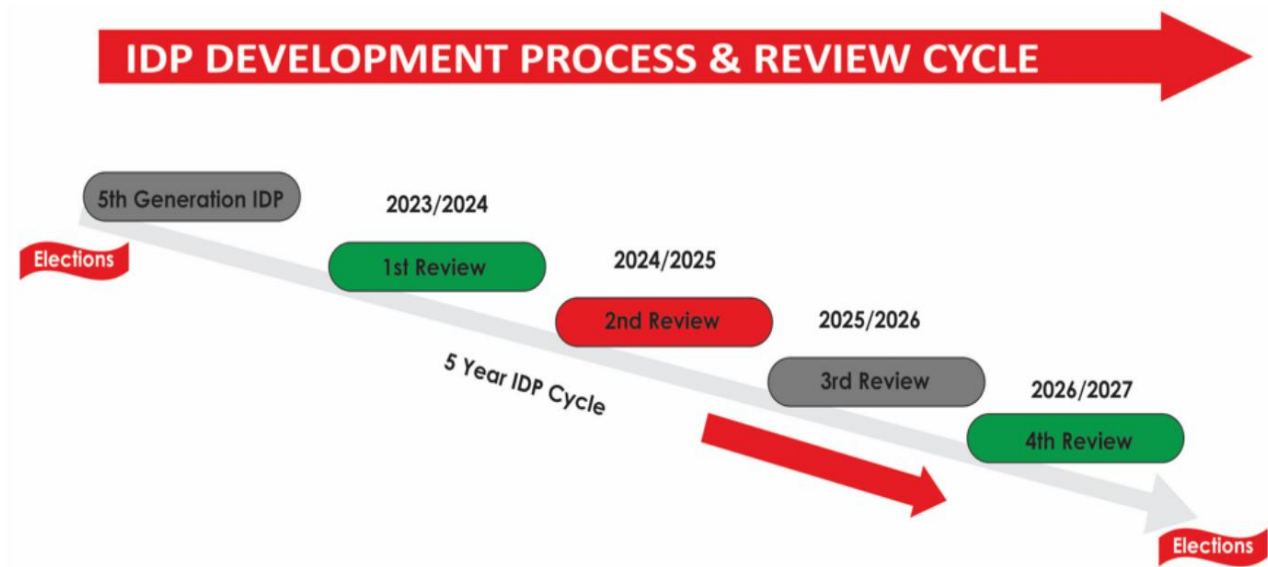 IDP DEVELOPMENT PROCESS & REVIEW CYCLE
5th Generation IDP
Elections
2023/2024
1st Review
2024/2025
2nd Review
2025/2026
3rd Review
2026/2027
4th Review
5 Year IDP Cycle
Elections